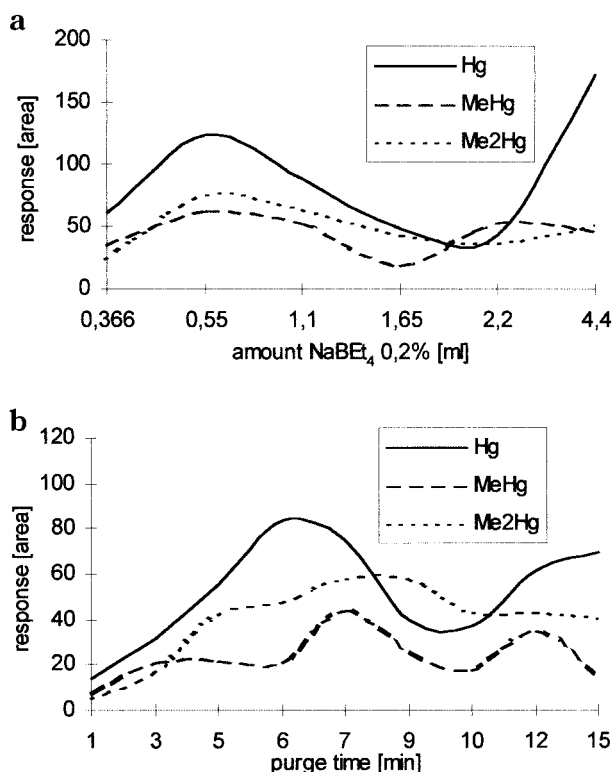 a
200
150
100
50
0
response [area]
Hg
MeHg
Me2Hg
0,366 0,55 1,1 1,65 2,2 4,4
amount NaBEt4 0,2% [ml]
b
120
100
80
60
40
20
0
response [area]
Hg
MeHg
Me2Hg
1 3 5 6 7 9 10 12 15
purge time [min]